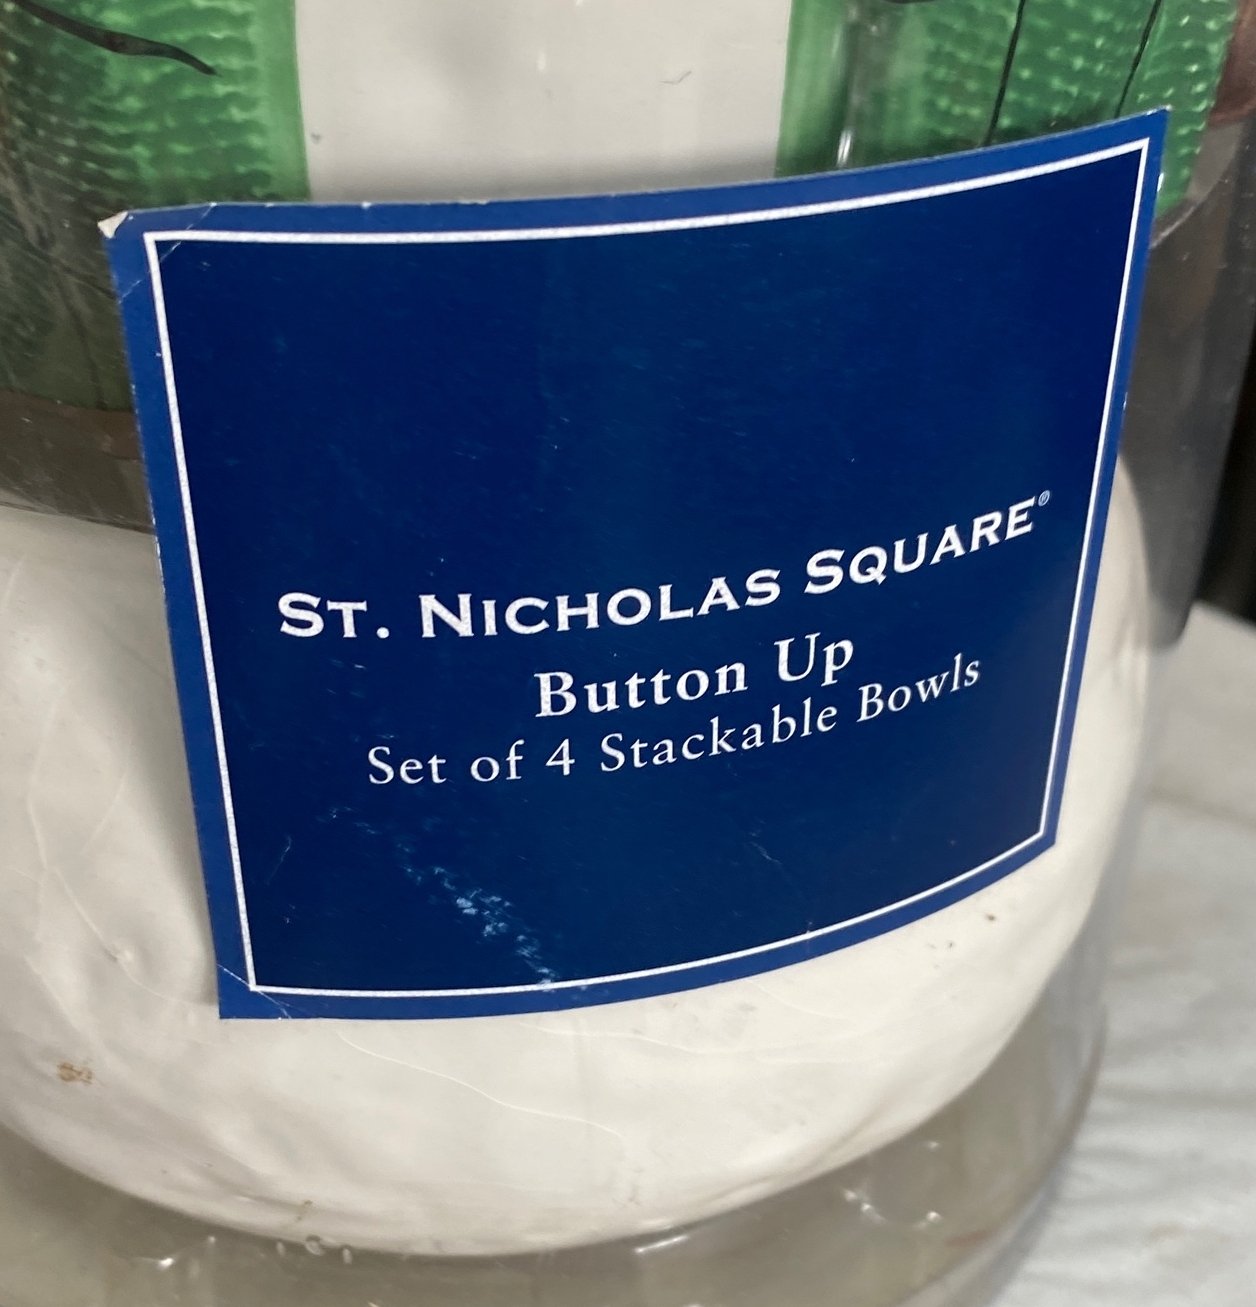 ST. NICHOLAS SQUARE®
Button Up
Set of 4 Stackable Bowls